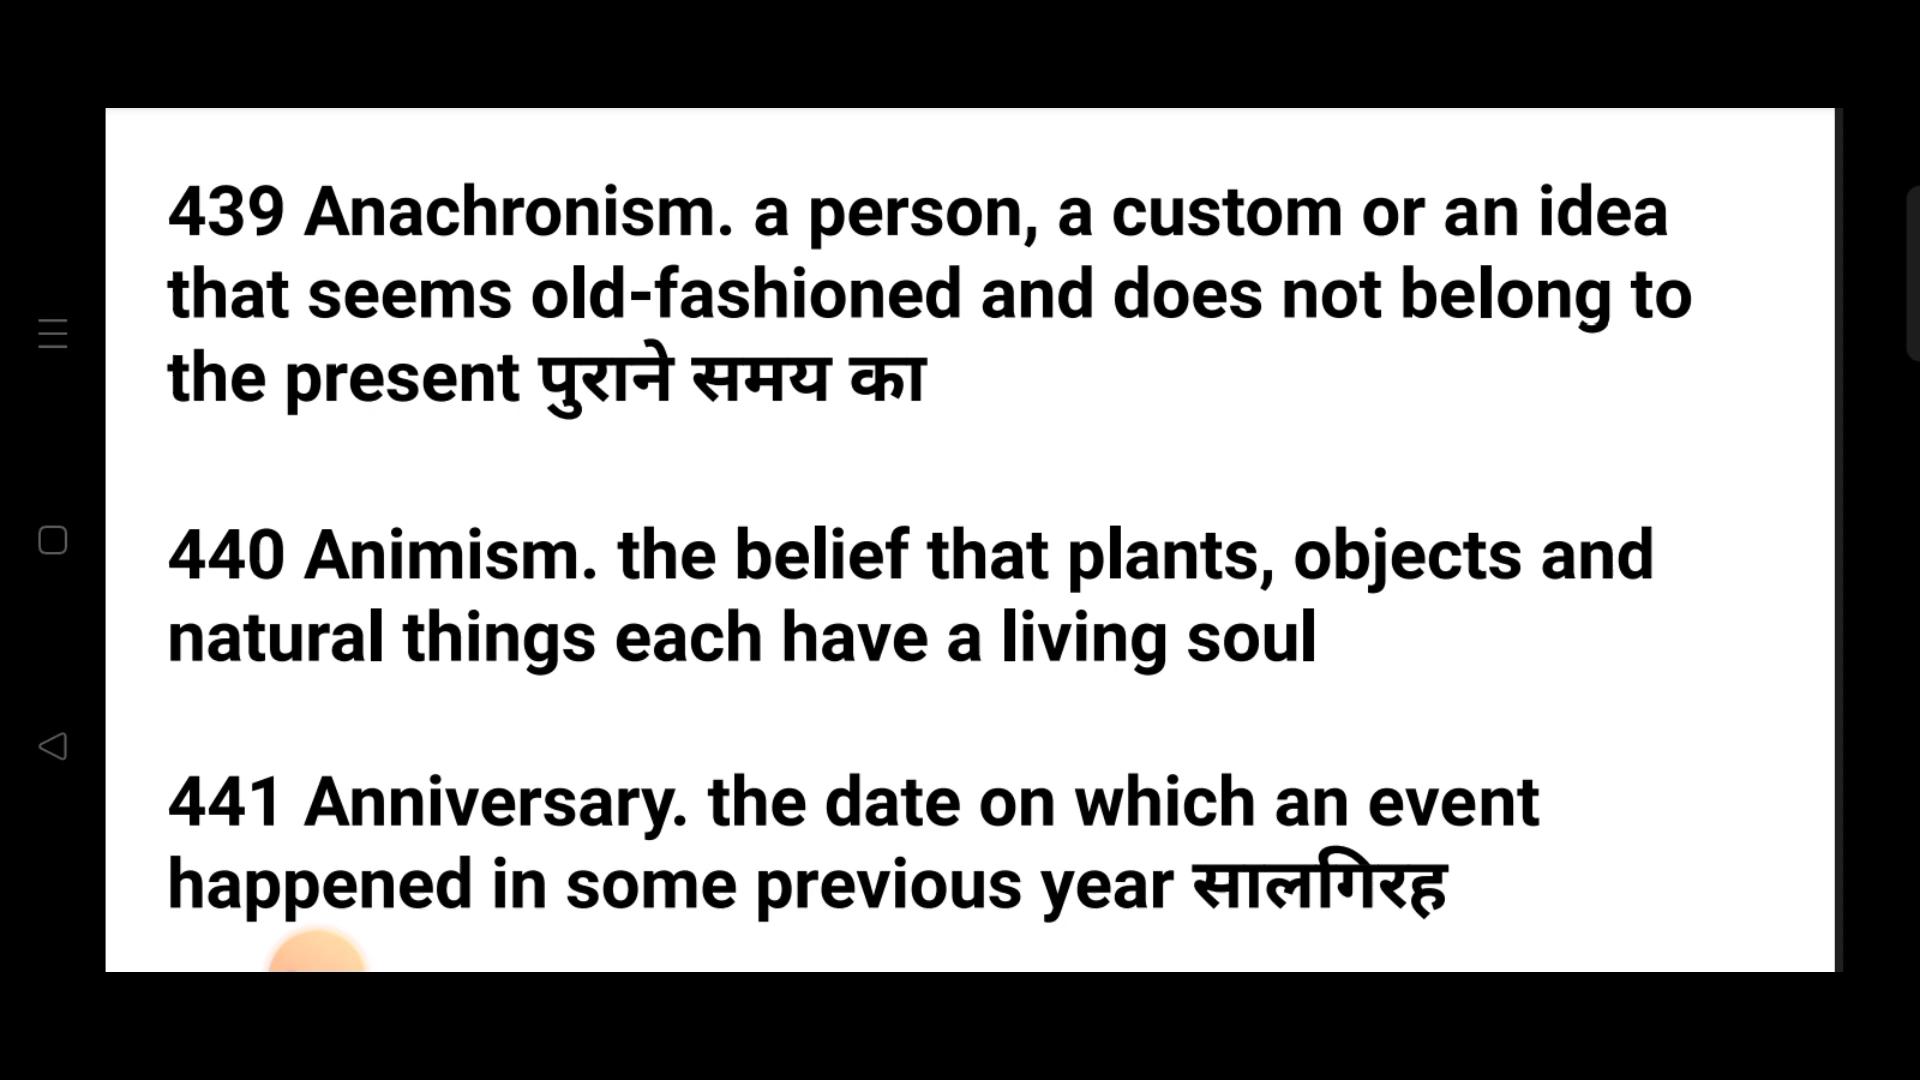 439 Anachronism. a person, a custom or an idea
that seems old-fashioned and does not belong to
the present पुराने समय का
440 Animism. the belief that plants, objects and
natural things each have a living soul
441 Anniversary. the date on which an event
happened in some previous year सालगिरह